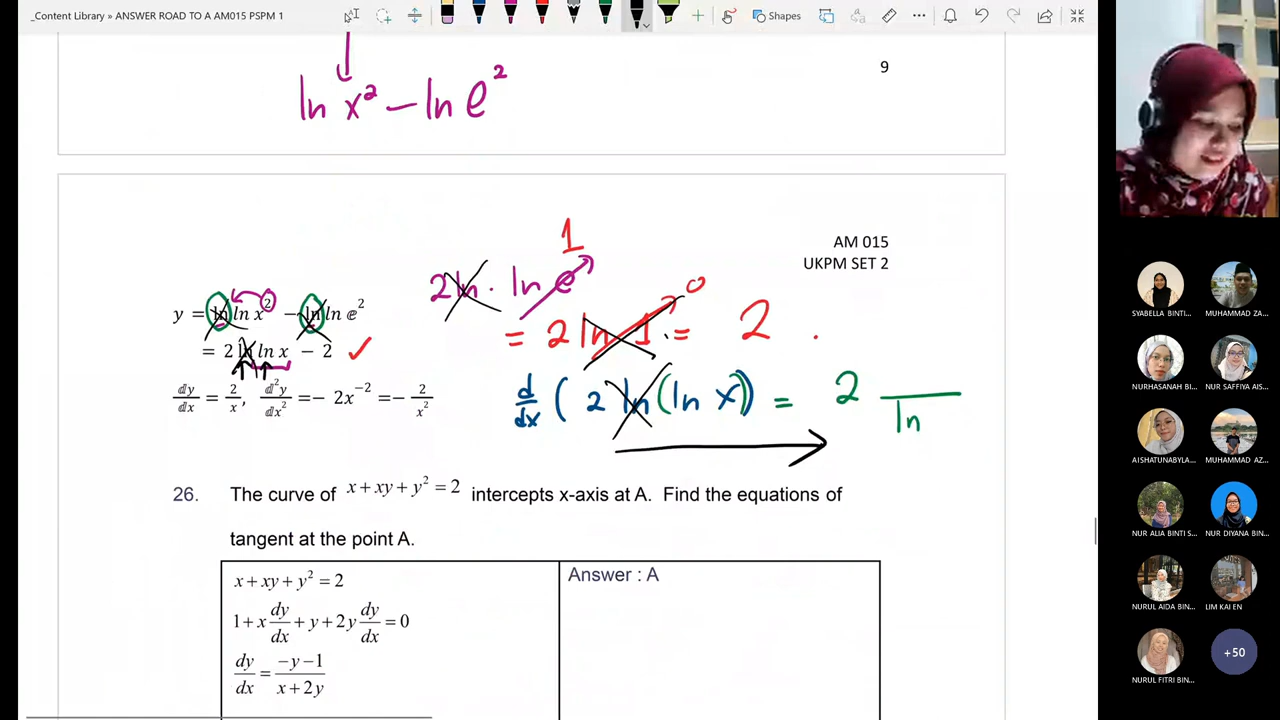 _Content Library » ANSWER ROAD TO A AM015 PSPM 1
Shapes
ln x² – ln e²
9
AM 015
UKPM SET 2
2ln · ln e 1
y = ln ln x² − ln ln e²
= 2 ln 1 = 2 .
0
= 2 ln ln x − 2
dy/dx = 2/x, d²y/dx² = − 2x⁻² = − 2/x²
d/dx ( 2 ln (ln x)) = 2 ― ln
26. The curve of x + xy + y² = 2 intercepts x-axis at A. Find the equations of
tangent at the point A.
x + xy + y² = 2
1 + x dy/dx + y + 2y dy/dx = 0
dy/dx = −y−1 / x+2y
Answer : A
SYABELLA BINTI...
MUHAMMAD ZA...
NURHASANAH BI...
NUR SAFFIYA AIS...
AISHATUNABYLA...
MUHAMMAD AZ...
NUR ALIA BINTI S...
NUR DIYANA BIN...
NURUL AIDA BIN...
LIM KAI EN
NURUL FITRI BIN...
+50